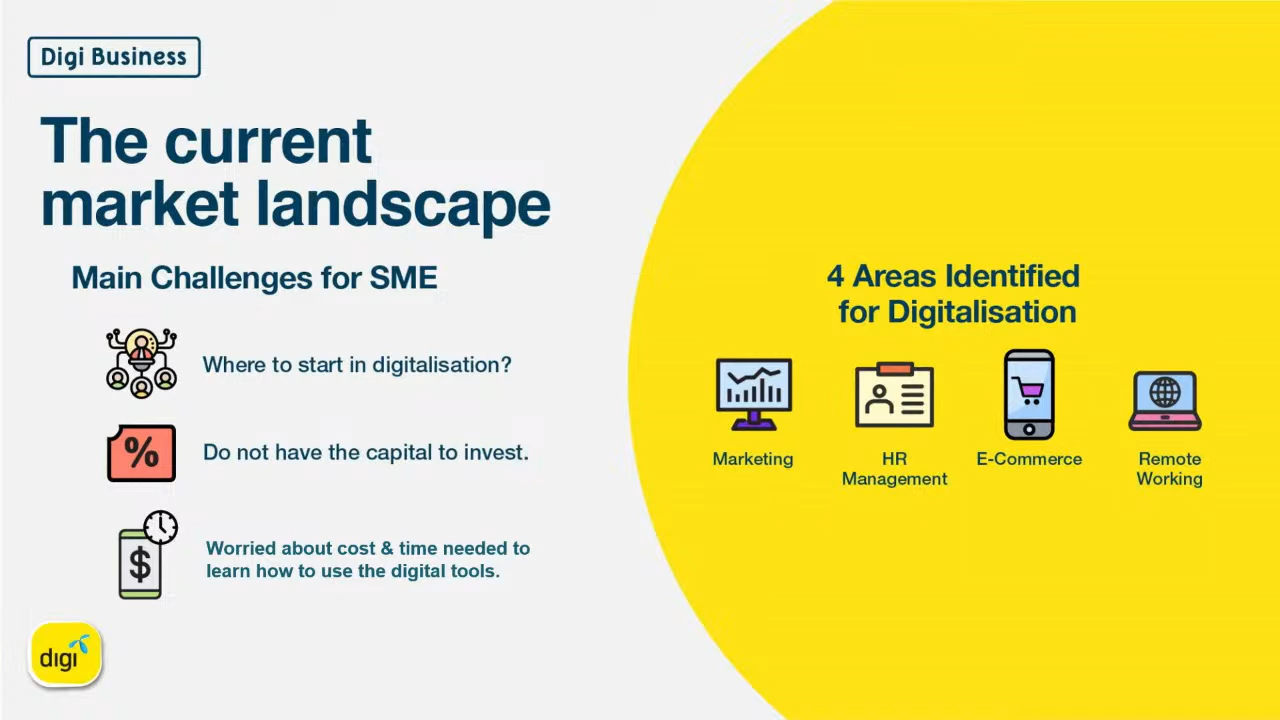 Digi Business
The current
market landscape
Main Challenges for SME
Where to start in digitalisation?
%
Do not have the capital to invest.
$
Worried about cost & time needed to
learn how to use the digital tools.
digi
4 Areas Identified
for Digitalisation
Marketing
HR
Management
E-Commerce
Remote
Working